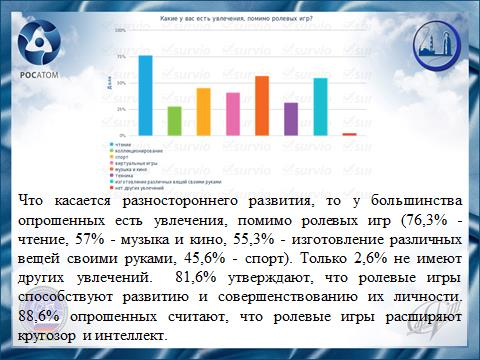 Какие у вас есть увлечения, помимо ролевых игр?
РОСАТОМ
Доля
100%
75%
50%
25%
0%
чтение
коллекционирование
спорт
виртуальные игры
музыка и кино
техника
изготовление различных вещей своими руками
нет других увлечений
Что касается разностороннего развития, то у большинства
опрошенных есть увлечения, помимо ролевых игр (76,3% -
чтение, 57% - музыка и кино, 55,3% - изготовление различных
вещей своими руками, 45,6% - спорт). Только 2,6% не имеют
других увлечений. 81,6% утверждают, что ролевые игры
способствуют развитию и совершенствованию их личности.
88,6% опрошенных считают, что ролевые игры расширяют
кругозор и интеллект.